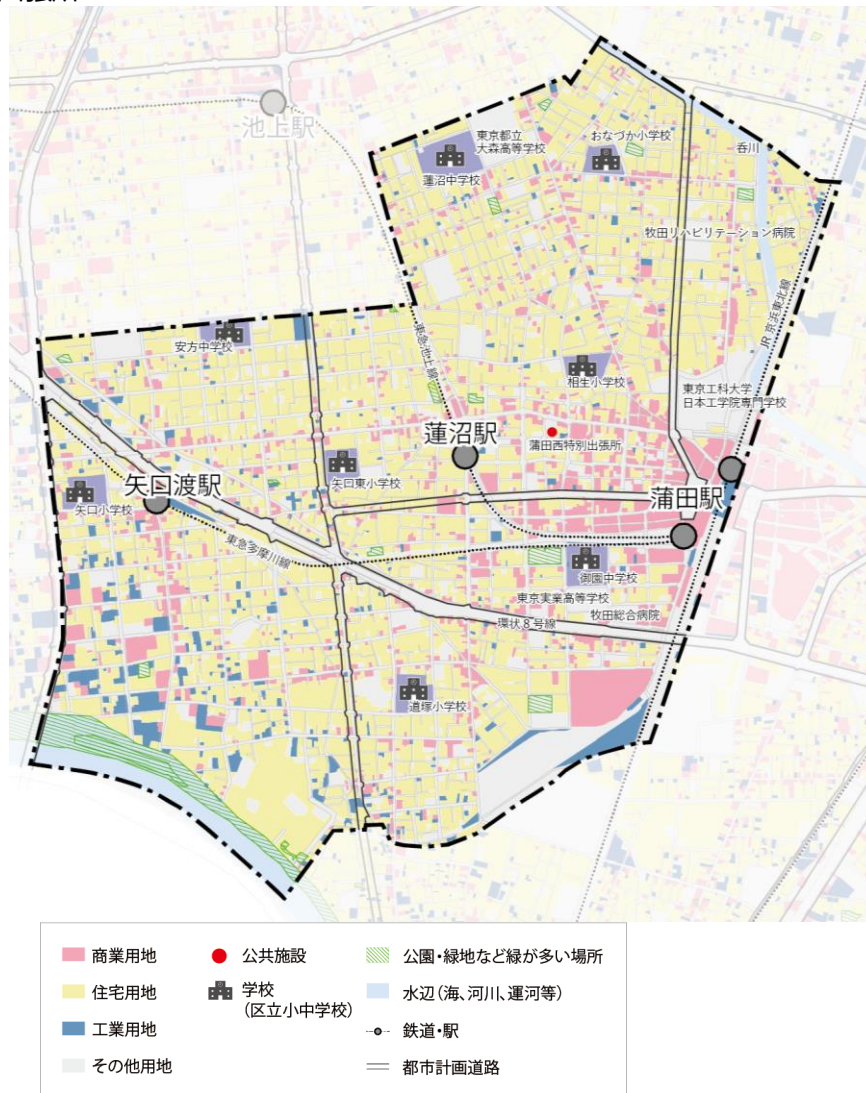 池上駅
東京都立
大森高等学校
おなづか小学校
呑川
蓮沼中学校
牧田リハビリテーション病院
JR京浜東北線
東急池上線
安方中学校
相生小学校
東京工科大学
日本工学院専門学校
蓮沼駅
蒲田西特別出張所
矢口東小学校
矢口渡駅
矢口小学校
蒲田駅
東急多摩川線
御園中学校
東京実業高等学校
牧田総合病院
環状8号線
道塚小学校
商業用地
住宅用地
工業用地
その他用地
公共施設
学校
(区立小中学校)
公園・緑地など緑が多い場所
水辺(海、河川、運河等)
鉄道・駅
都市計画道路